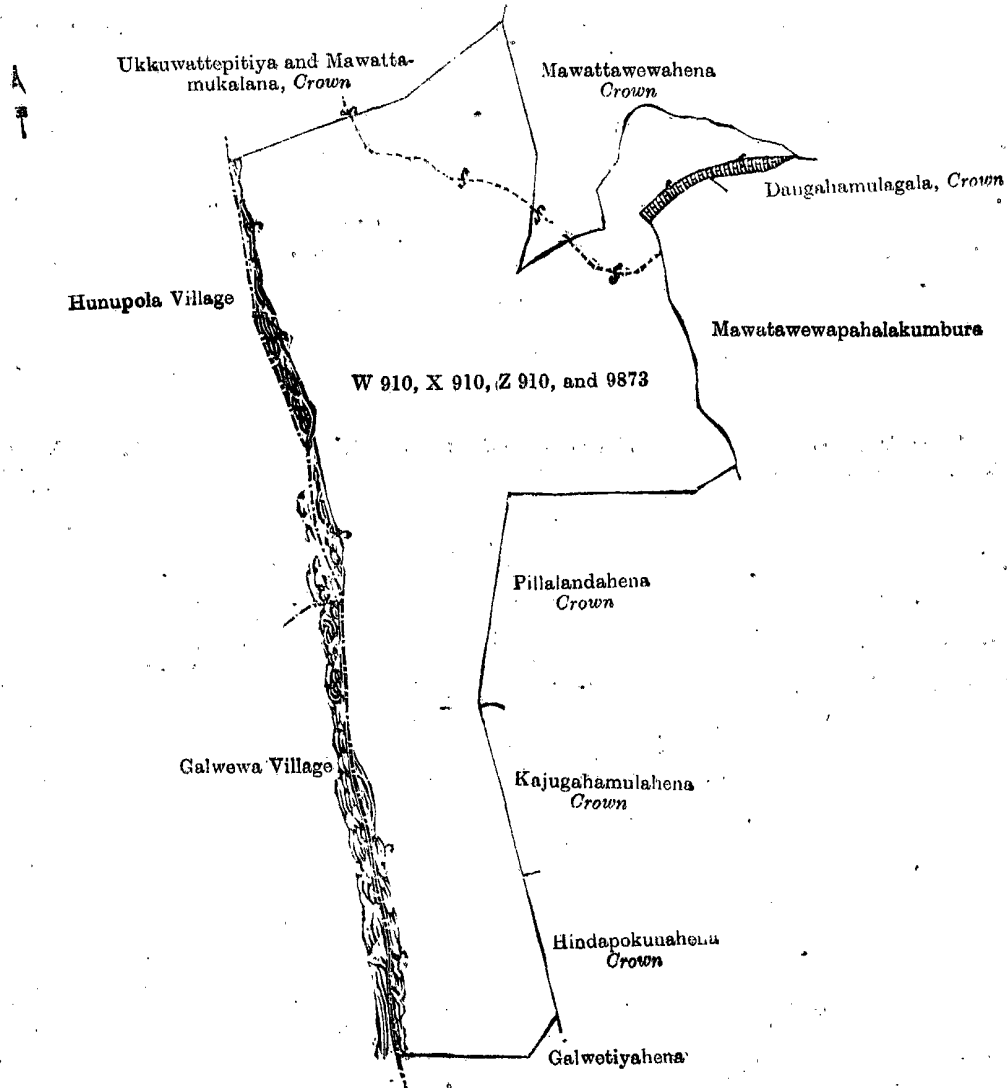 Ukkuwattepitiya and Mawatta-
mukalana, Crown
Mawattawewahena
Crown
Dangahamulagala, Crown
Hunupola Village
Mawatawewapahalakumbura
W 910, X 910, Z 910, and 9873
Pillalandahena
Crown
Galwewa Village
Kajugahamulahena
Crown
Hindapokunahena
Crown
Galwetiyahena